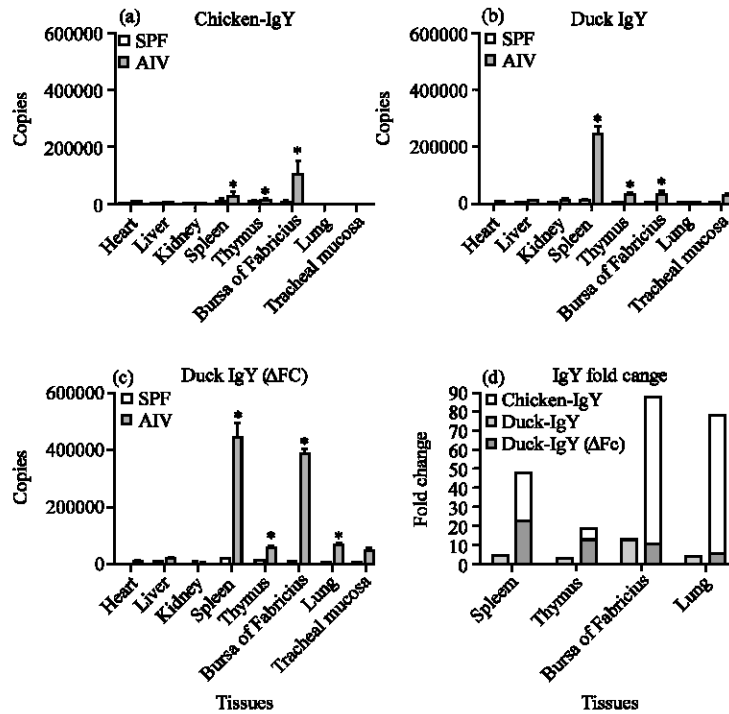 (a)
Chicken-IgY
600000
400000
200000
0
Copies
SPF
AIV
*
*
*
Heart
Liver
Kidney
Spleen
Thymus
Bursa of Fabricius
Lung
Tracheal mucosa
(b)
Duck IgY
600000
400000
200000
0
Copies
SPF
AIV
*
*
*
Heart
Liver
Kidney
Spleen
Thymus
Bursa of Fabricius
Lung
Tracheal mucosa
(c)
Duck IgY (ΔFC)
600000
400000
200000
0
Copies
SPF
AIV
*
*
*
*
Heart
Liver
Kidney
Spleen
Thymus
Bursa of Fabricius
Lung
Tracheal mucosa
Tissues
(d)
IgY fold cange
90
80
70
60
50
40
30
20
10
0
Fold change
Chicken-IgY
Duck-IgY
Duck-IgY (ΔFc)
Spleem
Thymus
Bursa of Fabricius
Lung
Tissues